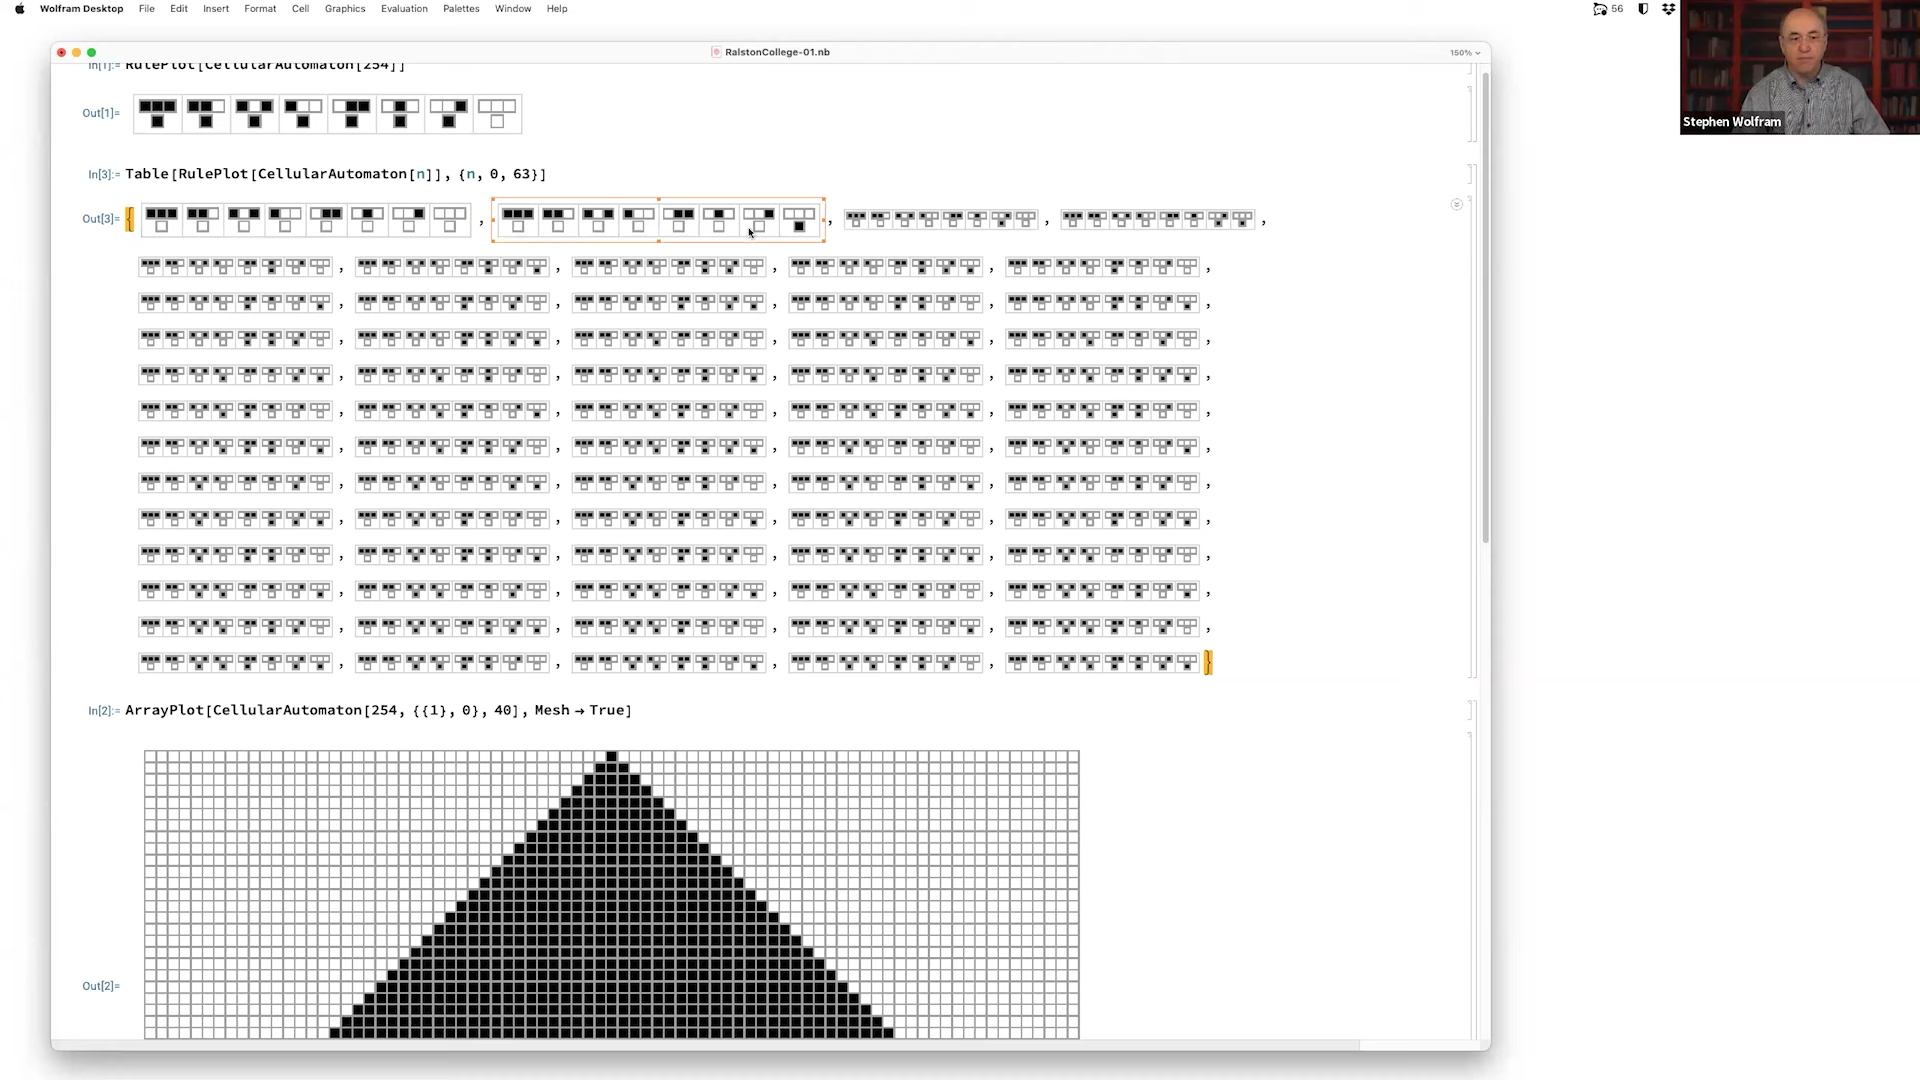 Wolfram Desktop File Edit Insert Format Cell Graphics Evaluation Palettes Window Help 56
RalstonCollege-01.nb 150%
In[1]:= RulePlot[CellularAutomaton[254]]
Out[1]=
In[3]:= Table[RulePlot[CellularAutomaton[n]], {n, 0, 63}]
Out[3]= { , , , ,
, , , , ,
, , , , ,
, , , , ,
, , , , ,
, , , , ,
, , , , ,
, , , , ,
, , , , ,
, , , , ,
, , , , ,
, , , , ,
, , , , }
In[2]:= ArrayPlot[CellularAutomaton[254, {{1}, 0}, 40], Mesh → True]
Out[2]=
Stephen Wolfram